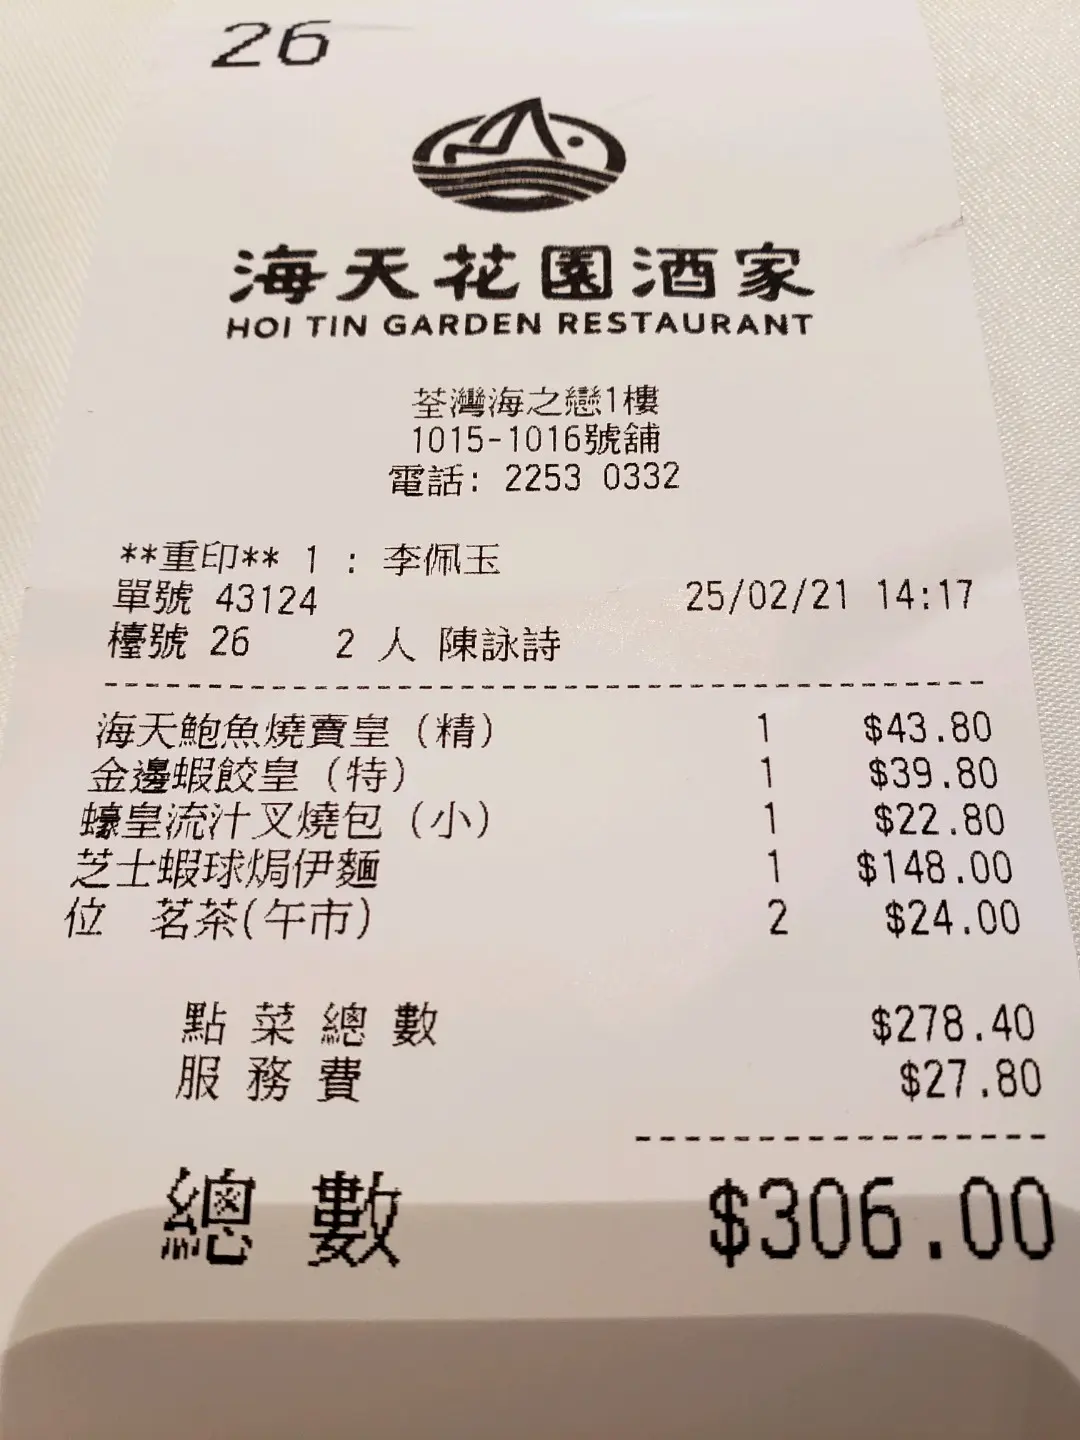 26
海天花園酒家
HOI TIN GARDEN RESTAURANT
荃灣海之戀1樓
1015-1016號舖
電話: 2253 0332
**重印** 1 : 李佩玉
單號 43124 25/02/21 14:17
檯號 26 2 人 陳詠詩
海天鮑魚燒賣皇 (精) 1 $43.80
金邊蝦餃皇 (特) 1 $39.80
蠔皇流汁叉燒包 (小) 1 $22.80
芝士蝦球焗伊麵 1 $148.00
位 茗茶(午市) 2 $24.00
點菜總數 $278.40
服務費 $27.80
總數 $306.00